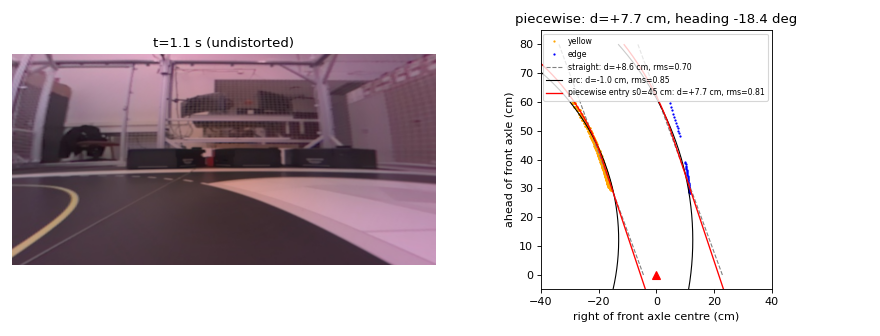 t=1.1 s (undistorted)
piecewise: d=+7.7 cm, heading -18.4 deg
yellow
edge
straight: d=+8.6 cm, rms=0.70
arc: d=-1.0 cm, rms=0.85
piecewise entry s0=45 cm: d=+7.7 cm, rms=0.81
ahead of front axle (cm)
80
70
60
50
40
30
20
10
0
−40
−20
0
20
40
right of front axle centre (cm)